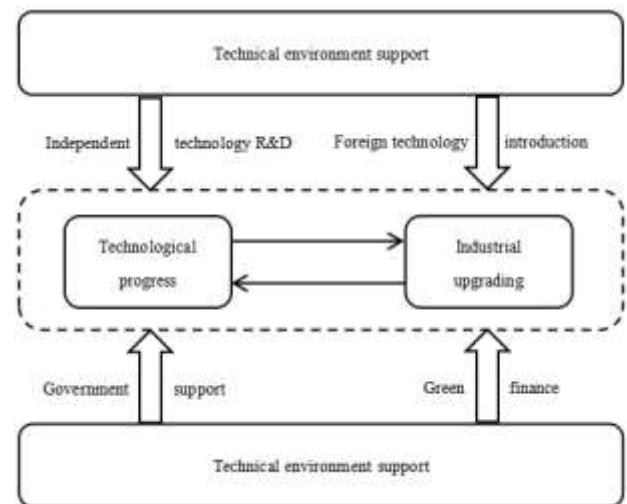 Technical environment support
Independent technology R&D
Foreign technology introduction
Technological
progress
Industrial
upgrading
Government support
Green finance
Technical environment support